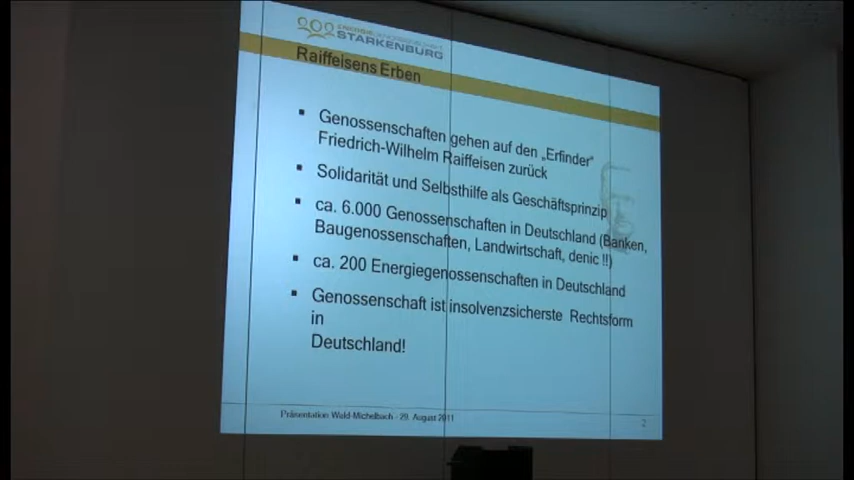 ENERGIEGENOSSENSCHAFT
STARKENBURG
Raiffeisens Erben
▪ Genossenschaften gehen auf den „Erfinder“
Friedrich-Wilhelm Raiffeisen zurück
▪ Solidarität und Selbsthilfe als Geschäftsprinzip
▪ ca. 6.000 Genossenschaften in Deutschland (Banken,
Baugenossenschaften, Landwirtschaft, denic !!)
▪ ca. 200 Energiegenossenschaften in Deutschland
▪ Genossenschaft ist insolvenzsicherste Rechtsform
in
Deutschland!
Präsentation Wald-Michelbach - 29. August 2011
2